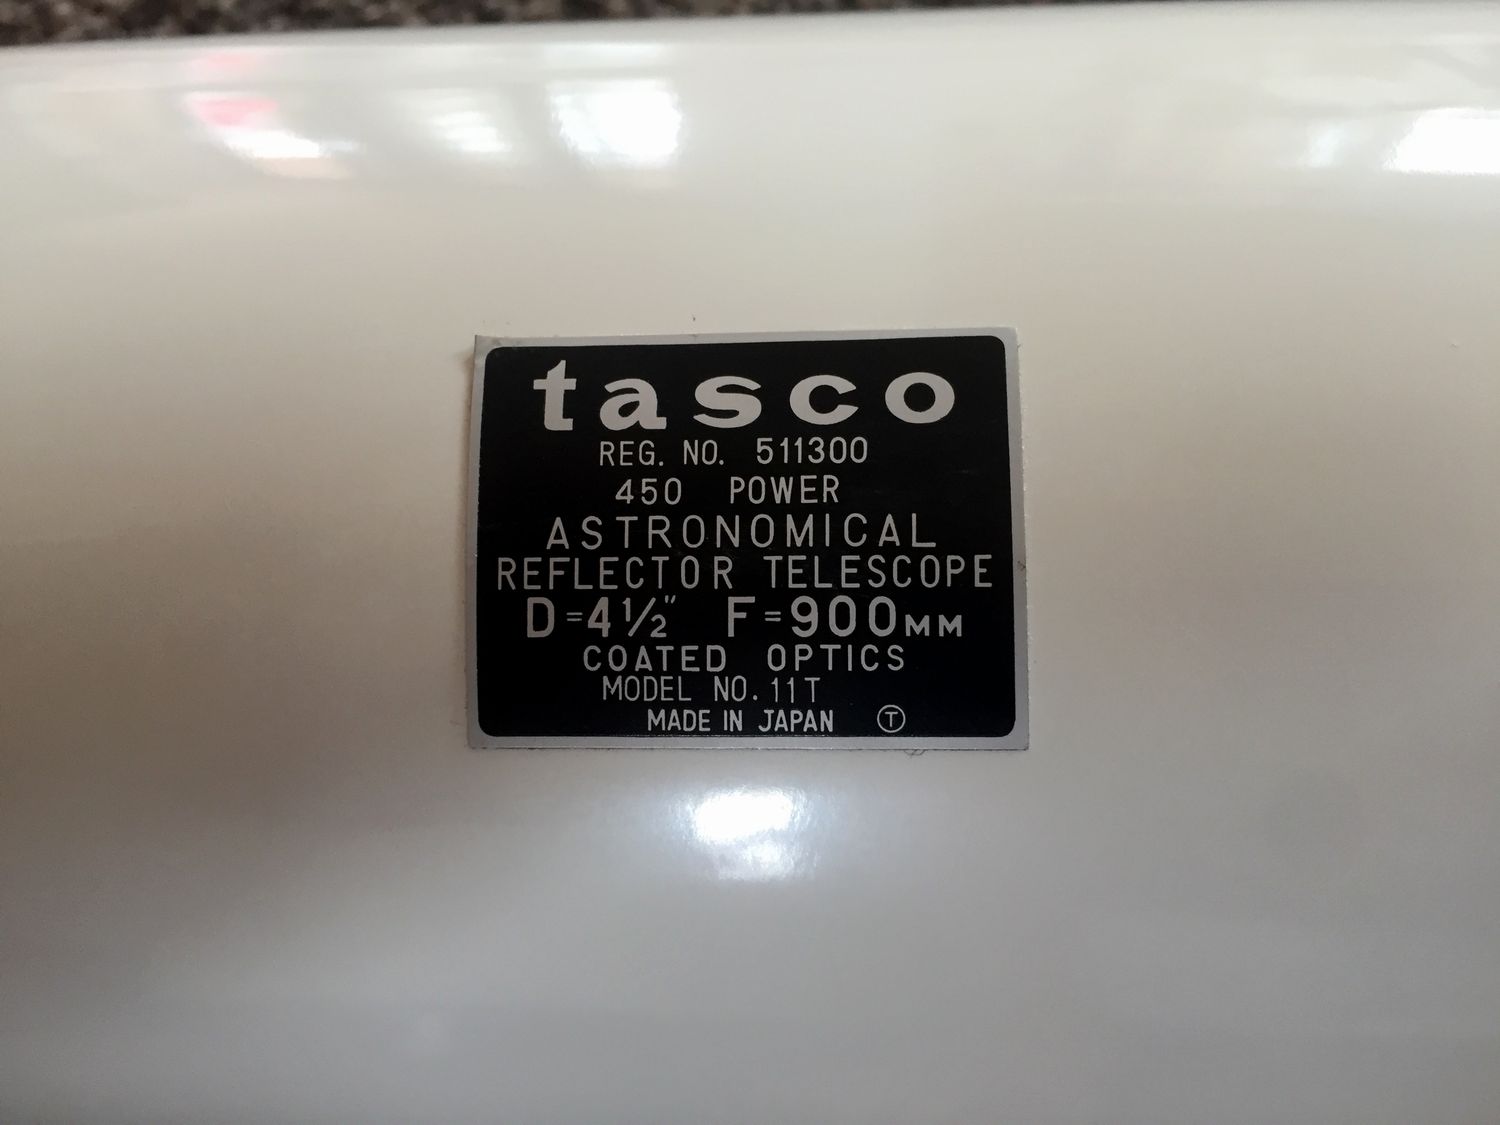 tasco
REG. NO. 511300
450 POWER
ASTRONOMICAL
REFLECTOR TELESCOPE
D=4½" F=900MM
COATED OPTICS
MODEL NO. 11T
MADE IN JAPAN Ⓣ